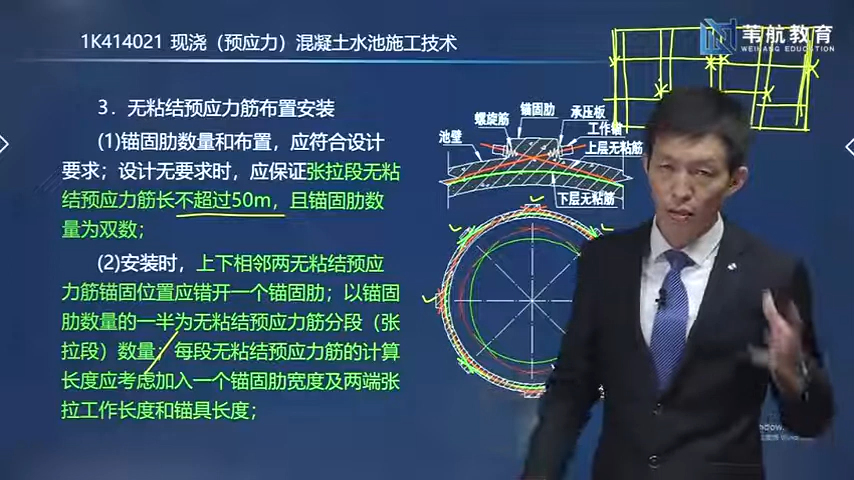 1K414021 现浇（预应力）混凝土水池施工技术
苇航教育
WEIHANG EDUCATION
3．无粘结预应力筋布置安装
(1)锚固肋数量和布置，应符合设计
要求；设计无要求时，应保证张拉段无粘
结预应力筋长不超过50m，且锚固肋数
量为双数；
(2)安装时，上下相邻两无粘结预应
力筋锚固位置应错开一个锚固肋；以锚固
肋数量的一半为无粘结预应力筋分段（张
拉段）数量；每段无粘结预应力筋的计算
长度应考虑加入一个锚固肋宽度及两端张
拉工作长度和锚具长度；
锚固肋
承压板
螺旋筋
工作锚
池壁
上层无粘筋
下层无粘筋